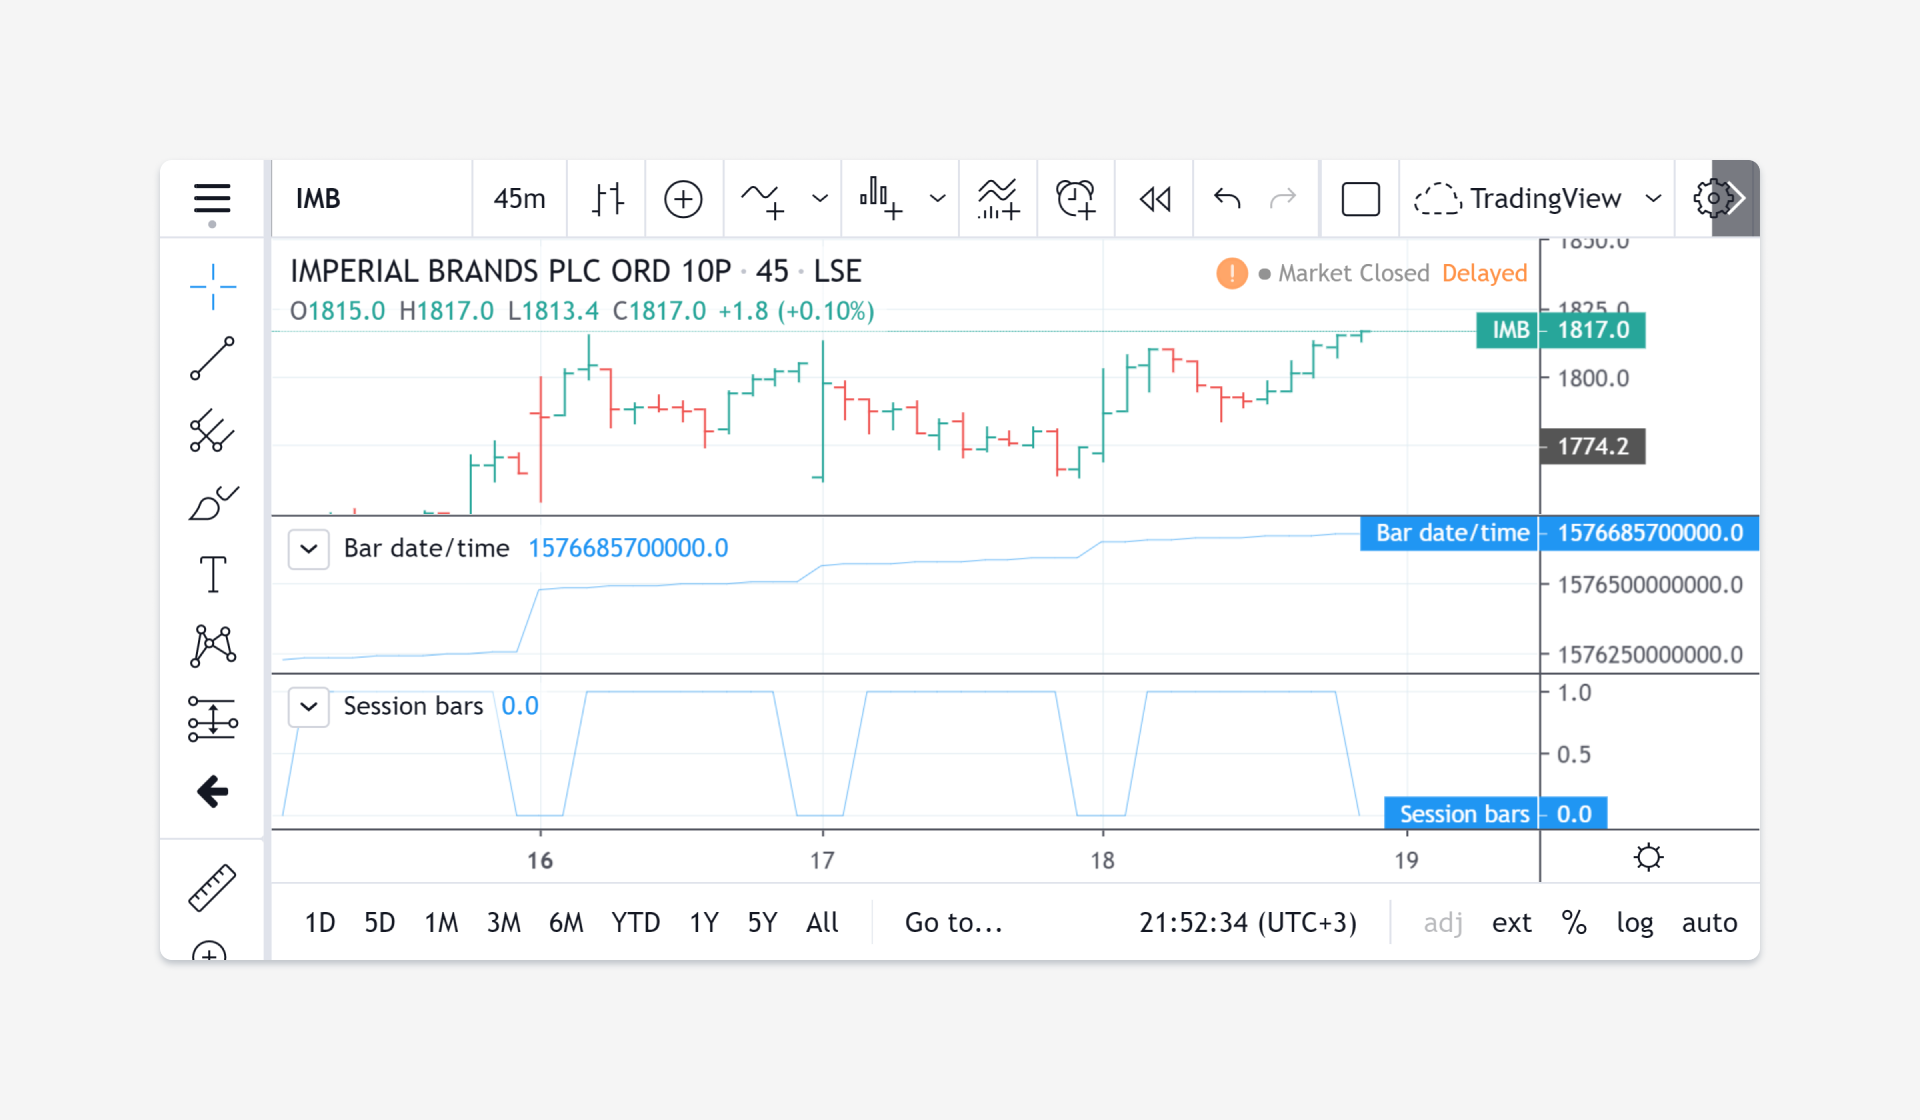 IMB 45m TradingView
IMPERIAL BRANDS PLC ORD 10P · 45 · LSE
! Market Closed Delayed
O1815.0 H1817.0 L1813.4 C1817.0 +1.8 (+0.10%)
1850.0
1825.0
IMB 1817.0
1800.0
1774.2
Bar date/time 1576685700000.0
Bar date/time 1576685700000.0
1576500000000.0
1576250000000.0
Session bars 0.0
1.0
0.5
Session bars 0.0
16 17 18 19
T
1D 5D 1M 3M 6M YTD 1Y 5Y All Go to... 21:52:34 (UTC+3) adj ext % log auto